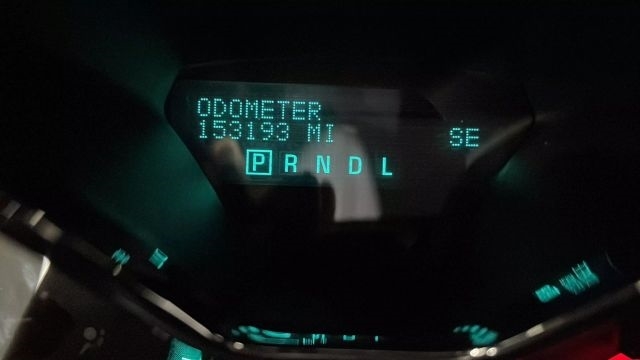 ODOMETER
153193 MI SE
P R N D L